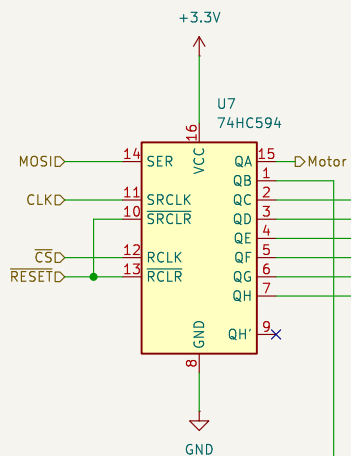 +3.3V
U7
74HC594
16
VCC
MOSI 14 SER QA 15 Motor
QB 1
CLK 11 SRCLK QC 2
10 SRCLR QD 3
QE 4
CS 12 RCLK QF 5
RESET 13 RCLR QG 6
QH 7
GND QH' 9
8
GND